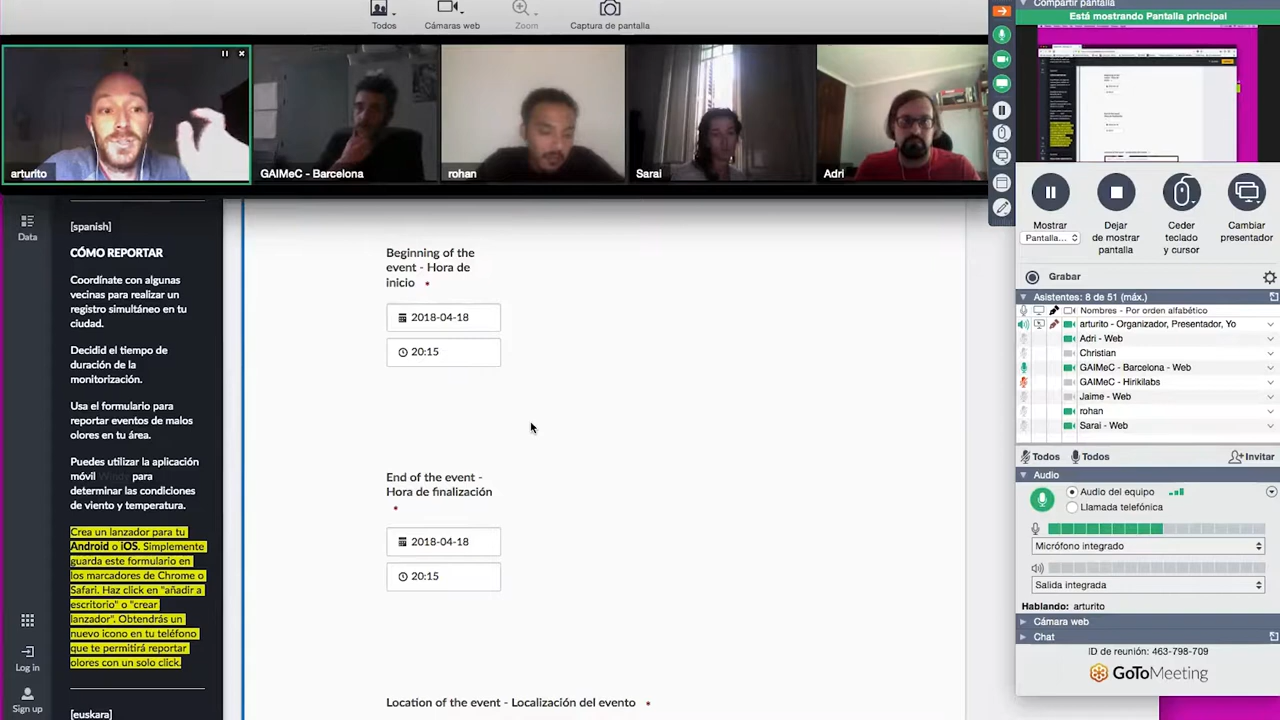 Compartir pantalla
Todos
Cámaras web
Zoom
Captura de pantalla
Está mostrando Pantalla principal
arturito
GAIMeC - Barcelona
rohan
Sarai
Adri
Data
[spanish]
CÓMO REPORTAR
Coordínate con algunas
vecinas para realizar un
registro simultáneo en tu
ciudad.
Decidid el tiempo de
duración de la
monitorización.
Usa el formulario para
reportar eventos de malos
olores en tu área.
Puedes utilizar la aplicación
móvil Windy para
determinar las condiciones
de viento y temperatura.
Crea un lanzador para tu
Android o iOS. Simplemente
guarda este formulario en
los marcadores de Chrome o
Safari. Haz click en "añadir a
escritorio" o "crear
lanzador". Obtendrás un
nuevo icono en tu teléfono
que te permitirá reportar
olores con un solo click.
[euskara]
Log in
Sign up
Beginning of the
event - Hora de
inicio
2018-04-18
20:15
End of the event -
Hora de finalización
2018-04-18
20:15
Location of the event - Localización del evento
Mostrar
Pantalla...
Dejar
de mostrar
pantalla
Ceder
teclado
y cursor
Cambiar
presentador
Grabar
Asistentes: 8 de 51 (máx.)
Nombres - Por orden alfabético
arturito - Organizador, Presentador, Yo
Adri - Web
Christian
GAIMeC - Barcelona - Web
GAIMeC - Hirikilabs
Jaime - Web
rohan
Sarai - Web
Todos
Todos
Invitar
Audio
Audio del equipo
Llamada telefónica
Micrófono integrado
Salida integrada
Hablando: arturito
Cámara web
Chat
ID de reunión: 463-798-709
GoToMeeting